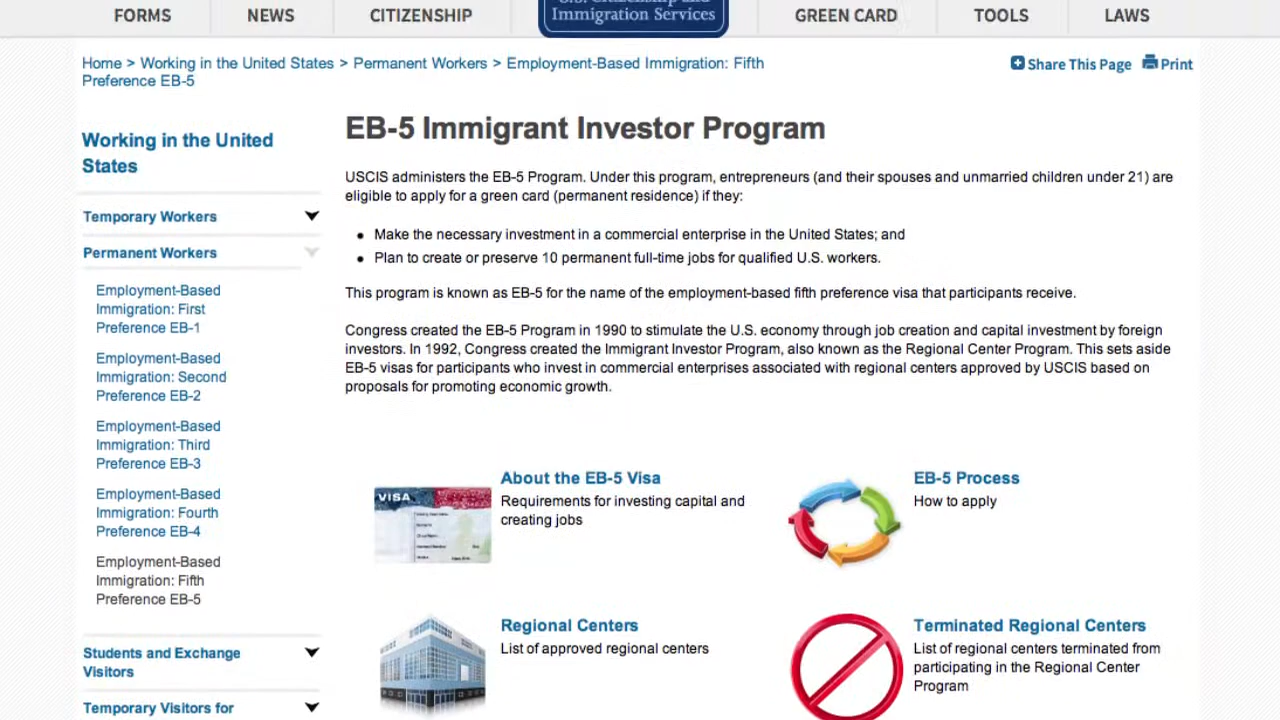 FORMS
NEWS
CITIZENSHIP
U.S. Citizenship and
Immigration Services
GREEN CARD
TOOLS
LAWS
Home > Working in the United States > Permanent Workers > Employment-Based Immigration: Fifth
Preference EB-5
Share This Page
Print
Working in the United
States
Temporary Workers
Permanent Workers
Employment-Based
Immigration: First
Preference EB-1
Employment-Based
Immigration: Second
Preference EB-2
Employment-Based
Immigration: Third
Preference EB-3
Employment-Based
Immigration: Fourth
Preference EB-4
Employment-Based
Immigration: Fifth
Preference EB-5
Students and Exchange
Visitors
Temporary Visitors for
EB-5 Immigrant Investor Program
USCIS administers the EB-5 Program. Under this program, entrepreneurs (and their spouses and unmarried children under 21) are
eligible to apply for a green card (permanent residence) if they:
Make the necessary investment in a commercial enterprise in the United States; and
Plan to create or preserve 10 permanent full-time jobs for qualified U.S. workers.
This program is known as EB-5 for the name of the employment-based fifth preference visa that participants receive.
Congress created the EB-5 Program in 1990 to stimulate the U.S. economy through job creation and capital investment by foreign
investors. In 1992, Congress created the Immigrant Investor Program, also known as the Regional Center Program. This sets aside
EB-5 visas for participants who invest in commercial enterprises associated with regional centers approved by USCIS based on
proposals for promoting economic growth.
VISA
About the EB-5 Visa
Requirements for investing capital and
creating jobs
EB-5 Process
How to apply
Regional Centers
List of approved regional centers
Terminated Regional Centers
List of regional centers terminated from
participating in the Regional Center
Program